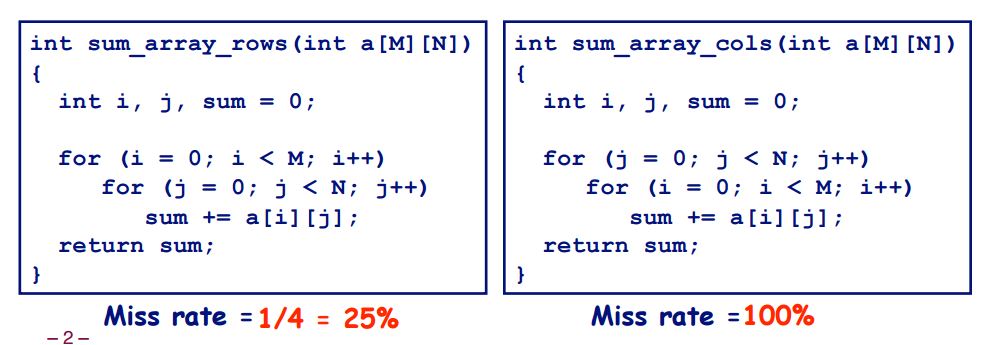 int sum_array_rows(int a[M][N])
{
int i, j, sum = 0;
for (i = 0; i < M; i++)
for (j = 0; j < N; j++)
sum += a[i][j];
return sum;
}
Miss rate = 1/4 = 25%
int sum_array_cols(int a[M][N])
{
int i, j, sum = 0;
for (j = 0; j < N; j++)
for (i = 0; i < M; i++)
sum += a[i][j];
return sum;
}
Miss rate =100%
–2–